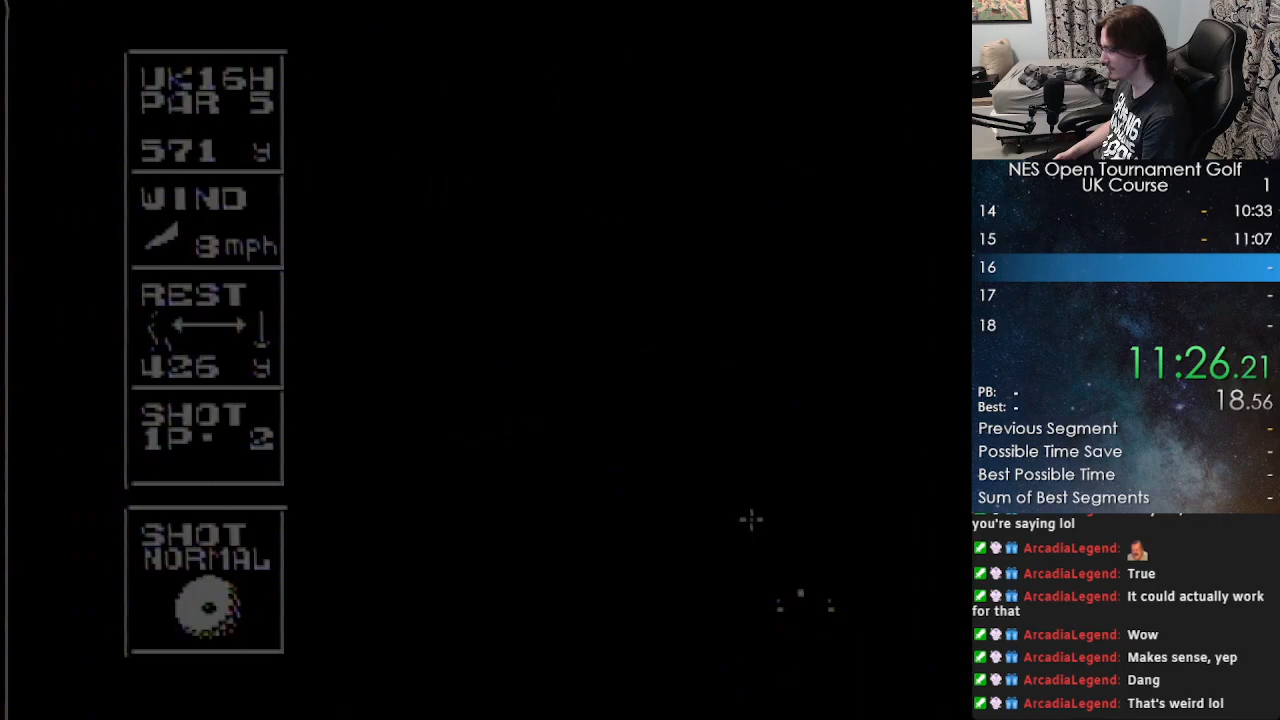 UK16H
PAR 5
571 y
WIND
8mph
REST
426 y
SHOT
1P· 2
SHOT
NORMAL
NES Open Tournament Golf
UK Course 1
14 - 10:33
15 - 11:07
16 -
17 -
18 -
11:26.21
PB: -
Best: -
18.56
Previous Segment -
Possible Time Save -
Best Possible Time -
Sum of Best Segments -
you're saying lol
ArcadiaLegend:
ArcadiaLegend: True
ArcadiaLegend: It could actually work
for that
ArcadiaLegend: Wow
ArcadiaLegend: Makes sense, yep
ArcadiaLegend: Dang
ArcadiaLegend: That's weird lol